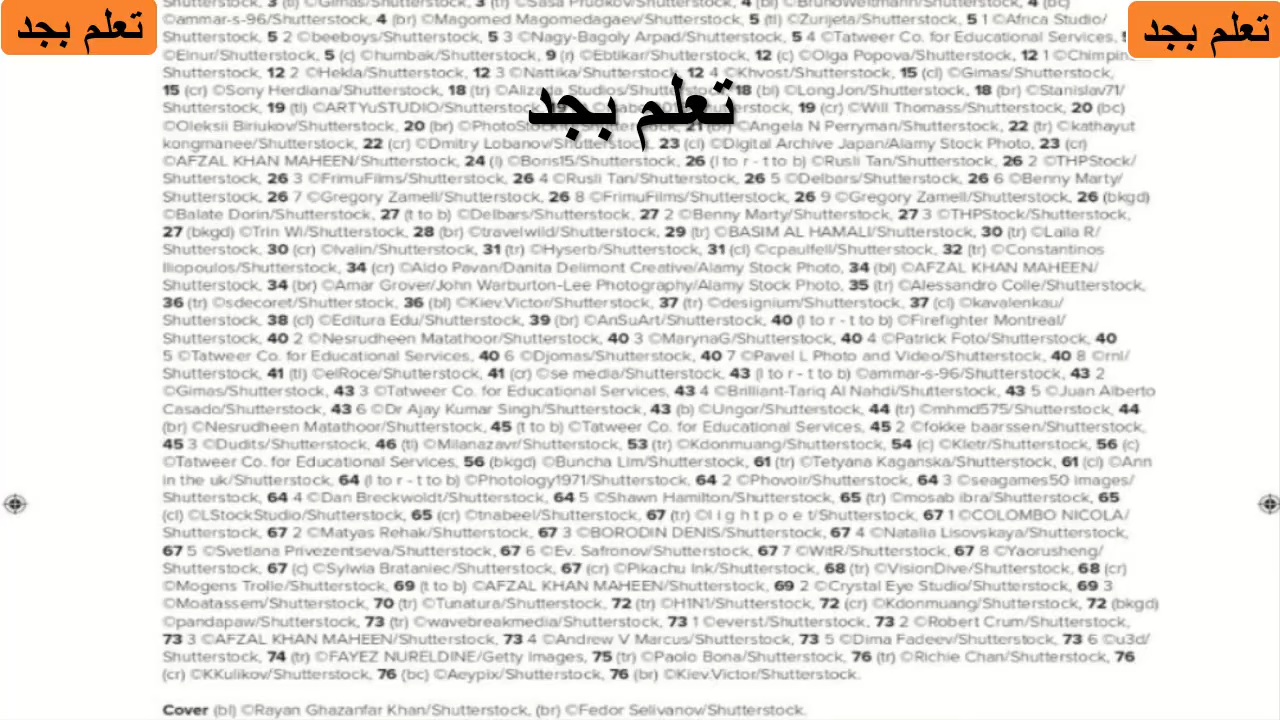 تعلم بجد
تعلم بجد
تعلم بجد
©ammar-s-96/Shutterstock, 4 (br) ©Magomed Magomedagaev/Shutterstock, 5 (tl) ©Zurijeta/Shutterstock, 5 1 ©Africa Studio/
Shutterstock, 5 2 ©beeboys/Shutterstock, 5 3 ©Nagy-Bagoly Arpad/Shutterstock, 5 4 ©Tatweer Co. for Educational Services,
©Elnur/Shutterstock, 5 (c) ©humbak/Shutterstock, 9 (r) ©Ebtikar/Shutterstock, 12 (c) ©Olga Popova/Shutterstock, 12 1
Shutterstock, 12 2 ©Hekla/Shutterstock, 12 3 ©Nattika/Shutterstock, 12 4 ©Khvost/Shutterstock, 15 (cl) ©Gimas/Shutterstock,
15 (cr) ©Sony Herdiana/Shutterstock, 18 (tr) Studios/ 18 (bl) ©LongJon/Shutterstock, 18 (br) ©Stanislav71/
Shutterstock, 19 (tl) ©ARTYuSTUDIO/Shutterstock, 19 (cr) ©Will Thomass/Shutterstock, 20 (bc)
©Oleksii Biriukov/Shutterstock, 20 (br) 21 (br) ©Angela N Perryman/Shutterstock, 22 (tr) ©kathayut
kongmanee/Shutterstock, 22 (cr) ©Dmitry Lobanov/Shutterstock, 23 (cl) ©Digital Archive Japan/Alamy Stock Photo, 23 (cr)
©AFZAL KHAN MAHEEN/Shutterstock, 24 (l) ©Boris15/Shutterstock, 26 (l to r - t to b) ©Rusli Tan/Shutterstock, 26 2 ©THPStock/
Shutterstock, 26 3 ©FrimuFilms/Shutterstock, 26 4 ©Rusli Tan/Shutterstock, 26 5 ©Delbars/Shutterstock, 26 6 ©Benny Marty/
Shutterstock, 26 7 ©Gregory Zamell/Shutterstock, 26 8 ©FrimuFilms/Shutterstock, 26 9 ©Gregory Zamell/Shutterstock, 26 (bkgd)
©Balate Dorin/Shutterstock, 27 (t to b) ©Delbars/Shutterstock, 27 2 ©Benny Marty/Shutterstock, 27 3 ©THPStock/Shutterstock,
27 (bkgd) ©Trin Wi/Shutterstock, 28 (br) ©travelwild/Shutterstock, 29 (tr) ©BASIM AL HAMALI/Shutterstock, 30 (tr) ©Laila R/
Shutterstock, 30 (cr) ©Ivalin/Shutterstock, 31 (tr) ©Hyserb/Shutterstock, 31 (cl) ©cpaulfell/Shutterstock, 32 (tr) ©Constantinos
Iliopoulos/Shutterstock, 34 (cr) ©Aldo Pavan/Danita Delimont Creative/Alamy Stock Photo, 34 (bl) ©AFZAL KHAN MAHEEN/
Shutterstock, 34 (br) ©Amar Grover/John Warburton-Lee Photography/Alamy Stock Photo, 35 (tr) ©Alessandro Colle/Shutterstock,
36 (tr) ©sdecoret/Shutterstock, 36 (bl) ©Kiev.Victor/Shutterstock, 37 (tr) ©designium/Shutterstock, 37 (cl) ©kavalenkau/
Shutterstock, 38 (cl) ©Editura Edu/Shutterstock, 39 (br) ©AnSuArt/Shutterstock, 40 (l to r - t to b) ©Firefighter Montreal/
Shutterstock, 40 2 ©Nesrudheen Matathoor/Shutterstock, 40 3 ©MarynaG/Shutterstock, 40 4 ©Patrick Foto/Shutterstock, 40
5 ©Tatweer Co. for Educational Services, 40 6 ©Djomas/Shutterstock, 40 7 ©Pavel L Photo and Video/Shutterstock, 40 8 ©rnl/
Shutterstock, 41 (tl) ©elRoce/Shutterstock, 41 (cr) ©se media/Shutterstock, 43 (l to r - t to b) ©ammar-s-96/Shutterstock, 43 2
©Gimas/Shutterstock, 43 3 ©Tatweer Co. for Educational Services, 43 4 ©Brilliant-Tariq Al Nahdi/Shutterstock, 43 5 ©Juan Alberto
Casado/Shutterstock, 43 6 ©Dr Ajay Kumar Singh/Shutterstock, 43 (b) ©Ungor/Shutterstock, 44 (tr) ©mhmd575/Shutterstock, 44
(br) ©Nesrudheen Matathoor/Shutterstock, 45 (t to b) ©Tatweer Co. for Educational Services, 45 2 ©fokke baarssen/Shutterstock,
45 3 ©Dudits/Shutterstock, 46 (tl) ©Milanazavr/Shutterstock, 53 (tr) ©Kdonmuang/Shutterstock, 54 (c) ©Kletr/Shutterstock, 56 (c)
©Tatweer Co. for Educational Services, 56 (bkgd) ©Buncha Lim/Shutterstock, 61 (tr) ©Tetyana Kaganska/Shutterstock, 61 (cl) ©Ann
in the uk/Shutterstock, 64 (l to r - t to b) ©Photology1971/Shutterstock, 64 2 ©Phovoir/Shutterstock, 64 3 ©seagames50 images/
Shutterstock, 64 4 ©Dan Breckwoldt/Shutterstock, 64 5 ©Shawn Hamilton/Shutterstock, 65 (tr) ©mosab ibra/Shutterstock, 65
(cl) ©LStockStudio/Shutterstock, 65 (cr) ©tnabeel/Shutterstock, 67 (tr) ©l i g h t p o e t/Shutterstock, 67 1 ©COLOMBO NICOLA/
Shutterstock, 67 2 ©Matyas Rehak/Shutterstock, 67 3 ©BORODIN DENIS/Shutterstock, 67 4 ©Natalia Lisovskaya/Shutterstock,
67 5 ©Svetlana Privezentseva/Shutterstock, 67 6 ©Ev. Safronov/Shutterstock, 67 7 ©WitR/Shutterstock, 67 8 ©Yaorusheng/
Shutterstock, 67 (c) ©Sylwia Brataniec/Shutterstock, 67 (cr) ©Pikachu Ink/Shutterstock, 68 (tr) ©VisionDive/Shutterstock, 68 (cr)
©Mogens Trolle/Shutterstock, 69 (t to b) ©AFZAL KHAN MAHEEN/Shutterstock, 69 2 ©Crystal Eye Studio/Shutterstock, 69 3
©Moatassem/Shutterstock, 70 (tr) ©Tunatura/Shutterstock, 72 (tr) ©H1N1/Shutterstock, 72 (cr) ©Kdonmuang/Shutterstock, 72 (bkgd)
©pandapaw/Shutterstock, 73 (tr) ©wavebreakmedia/Shutterstock, 73 1 ©everst/Shutterstock, 73 2 ©Robert Crum/Shutterstock,
73 3 ©AFZAL KHAN MAHEEN/Shutterstock, 73 4 ©Andrew V Marcus/Shutterstock, 73 5 ©Dima Fadeev/Shutterstock, 73 6 ©u3d/
Shutterstock, 74 (tr) ©FAYEZ NURELDINE/Getty Images, 75 (tr) ©Paolo Bona/Shutterstock, 76 (tr) ©Richie Chan/Shutterstock, 76
(cr) ©KKulikov/Shutterstock, 76 (bc) ©Aeypix/Shutterstock, 76 (br) ©Kiev.Victor/Shutterstock.
Cover (bl) ©Rayan Ghazanfar Khan/Shutterstock, (br) ©Fedor Selivanov/Shutterstock.